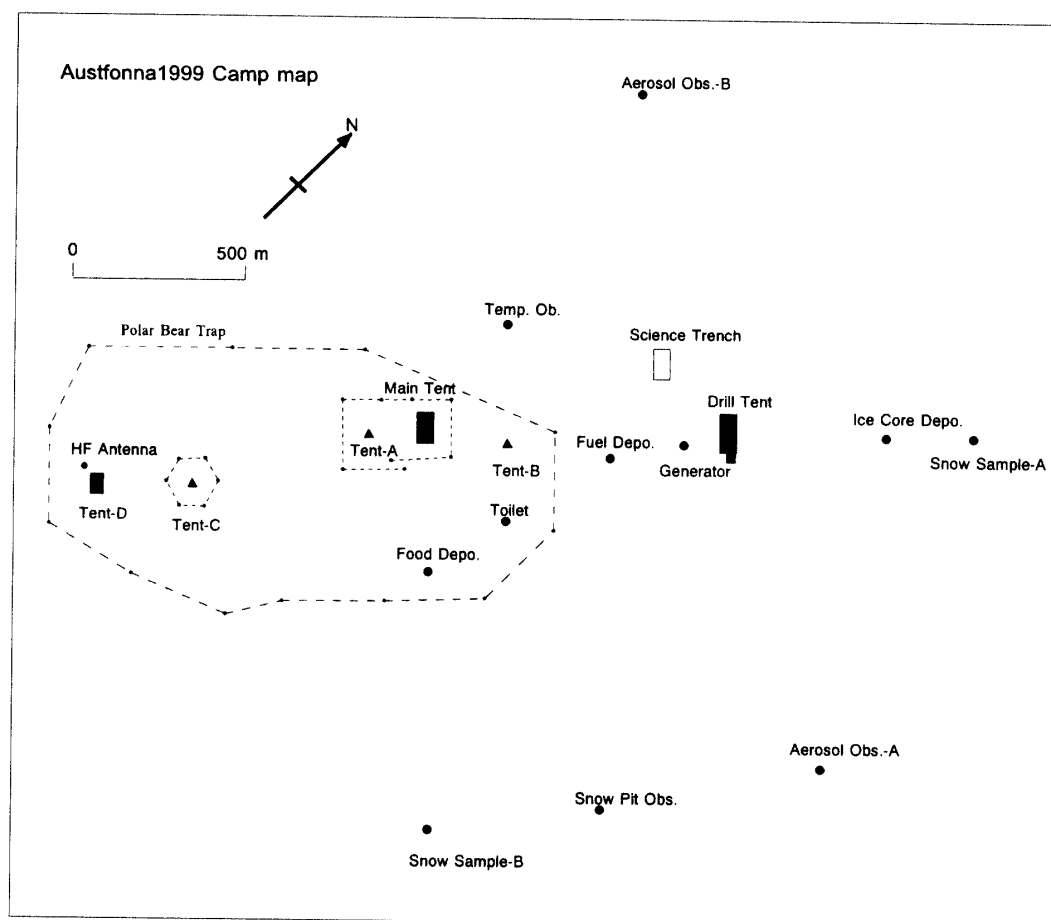 Austfonna1999 Camp map
Aerosol Obs.-B
N
0 500 m
Temp. Ob.
Polar Bear Trap
Science Trench
Main Tent
Drill Tent
Ice Core Depo.
Tent-A
Fuel Depo.
HF Antenna
Tent-B
Generator
Snow Sample-A
Tent-D
Tent-C
Toilet
Food Depo.
Aerosol Obs.-A
Snow Pit Obs.
Snow Sample-B